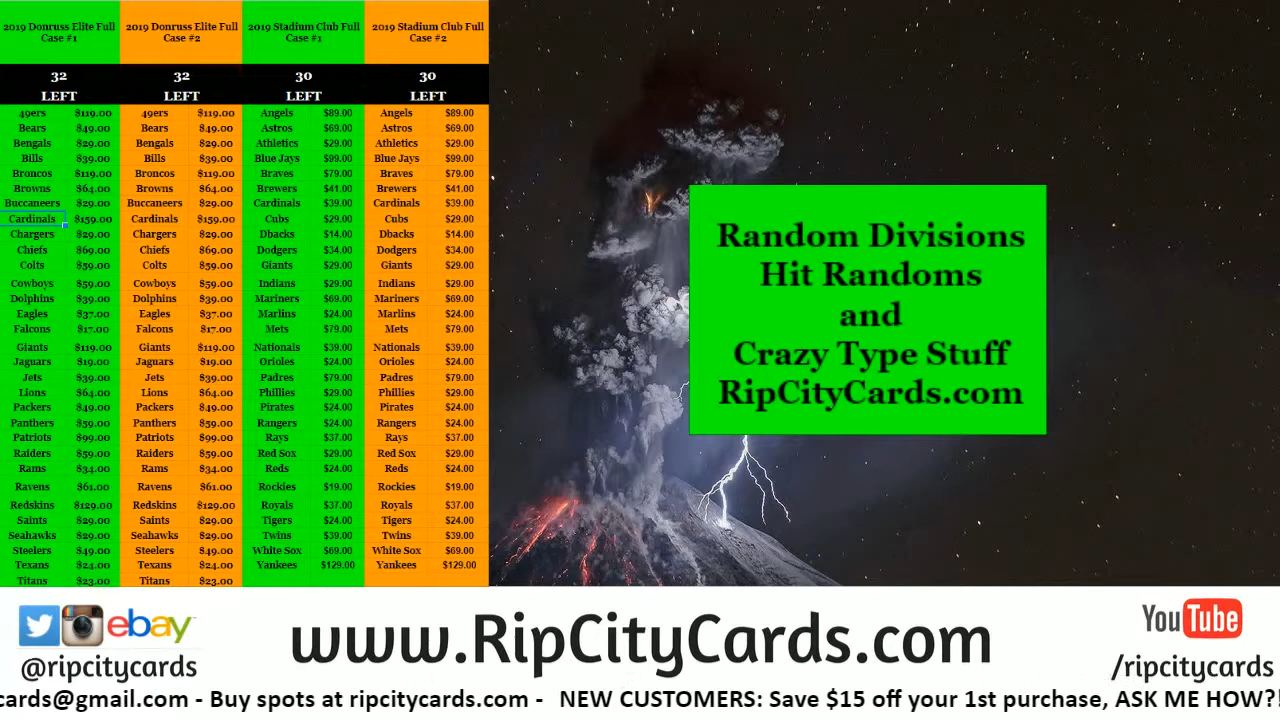 2019 Donruss Elite Full
Case #1
2019 Donruss Elite Full
Case #2
2019 Stadium Club Full
Case #1
2019 Stadium Club Full
Case #2
32 32 30 30
LEFT LEFT LEFT LEFT
49ers $119.00 49ers $119.00 Angels $89.00 Angels $89.00
Bears $49.00 Bears $49.00 Astros $69.00 Astros $69.00
Bengals $29.00 Bengals $29.00 Athletics $29.00 Athletics $29.00
Bills $39.00 Bills $39.00 Blue Jays $99.00 Blue Jays $99.00
Broncos $119.00 Broncos $119.00 Braves $79.00 Braves $79.00
Browns $64.00 Browns $64.00 Brewers $41.00 Brewers $41.00
Buccaneers $29.00 Buccaneers $29.00 Cardinals $39.00 Cardinals $39.00
Cardinals $159.00 Cardinals $159.00 Cubs $29.00 Cubs $29.00
Chargers $29.00 Chargers $29.00 Dbacks $14.00 Dbacks $14.00
Chiefs $69.00 Chiefs $69.00 Dodgers $34.00 Dodgers $34.00
Colts $59.00 Colts $59.00 Giants $29.00 Giants $29.00
Cowboys $59.00 Cowboys $59.00 Indians $29.00 Indians $29.00
Dolphins $39.00 Dolphins $39.00 Mariners $69.00 Mariners $69.00
Eagles $37.00 Eagles $37.00 Marlins $24.00 Marlins $24.00
Falcons $17.00 Falcons $17.00 Mets $79.00 Mets $79.00
Giants $119.00 Giants $119.00 Nationals $39.00 Nationals $39.00
Jaguars $19.00 Jaguars $19.00 Orioles $24.00 Orioles $24.00
Jets $39.00 Jets $39.00 Padres $79.00 Padres $79.00
Lions $64.00 Lions $64.00 Phillies $29.00 Phillies $29.00
Packers $49.00 Packers $49.00 Pirates $24.00 Pirates $24.00
Panthers $59.00 Panthers $59.00 Rangers $24.00 Rangers $24.00
Patriots $99.00 Patriots $99.00 Rays $37.00 Rays $37.00
Raiders $59.00 Raiders $59.00 Red Sox $29.00 Red Sox $29.00
Rams $34.00 Rams $34.00 Reds $24.00 Reds $24.00
Ravens $61.00 Ravens $61.00 Rockies $19.00 Rockies $19.00
Redskins $129.00 Redskins $129.00 Royals $37.00 Royals $37.00
Saints $29.00 Saints $29.00 Tigers $24.00 Tigers $24.00
Seahawks $29.00 Seahawks $29.00 Twins $39.00 Twins $39.00
Steelers $49.00 Steelers $49.00 White Sox $69.00 White Sox $69.00
Texans $24.00 Texans $24.00 Yankees $129.00 Yankees $129.00
Titans $23.00 Titans $23.00
Random Divisions
Hit Randoms
and
Crazy Type Stuff
RipCityCards.com
ebay
@ripcitycards
www.RipCityCards.com
YouTube
/ripcitycards
cards@gmail.com - Buy spots at ripcitycards.com - NEW CUSTOMERS: Save $15 off your 1st purchase, ASK ME HOW?!